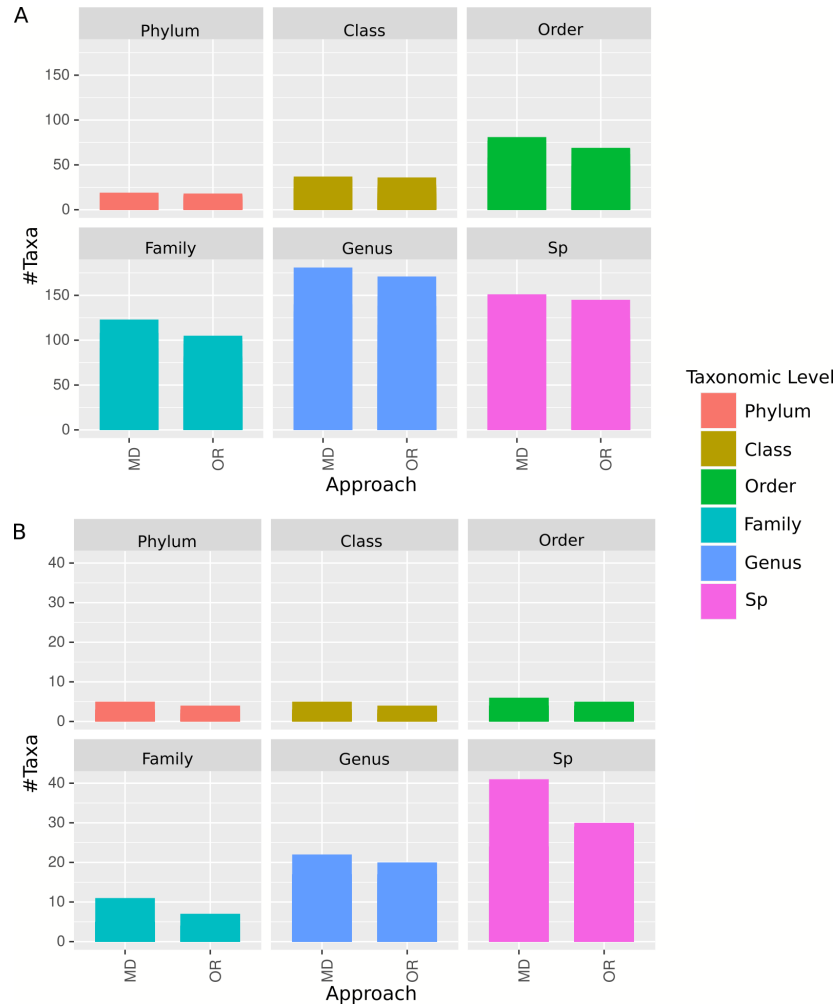 A
Phylum Class Order
150
100
50
0
Family Genus Sp
150
100
50
0
#Taxa
MD OR MD OR MD OR
Approach
Taxonomic Level
Phylum
Class
Order
Family
Genus
Sp
B
Phylum Class Order
40
30
20
10
0
Family Genus Sp
40
30
20
10
0
#Taxa
MD OR MD OR MD OR
Approach